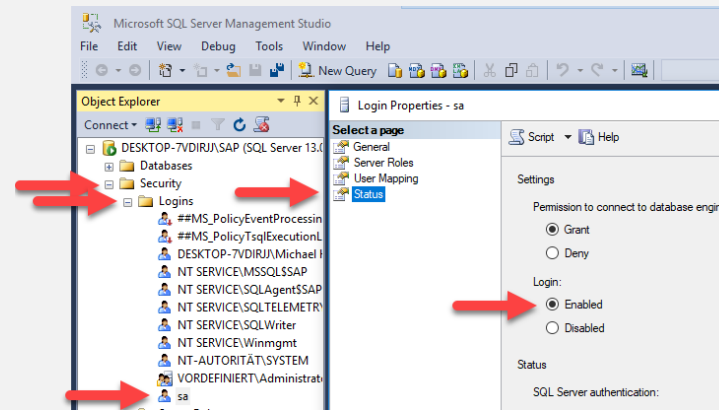 Microsoft SQL Server Management Studio
File Edit View Debug Tools Window Help
New Query
Object Explorer
Connect
DESKTOP-7VDIRJJ\SAP (SQL Server 13.0
Databases
Security
Logins
##MS_PolicyEventProcessin
##MS_PolicyTsqlExecutionL
DESKTOP-7VDIRJJ\Michael
NT SERVICE\MSSQL$SAP
NT SERVICE\SQLAgent$SAP
NT SERVICE\SQLTELEMETRY
NT SERVICE\SQLWriter
NT SERVICE\Winmgmt
NT-AUTORITÄT\SYSTEM
VORDEFINIERT\Administrato
sa
Login Properties - sa
Select a page
General
Server Roles
User Mapping
Status
Script Help
Settings
Permission to connect to database engin
Grant
Deny
Login:
Enabled
Disabled
Status
SQL Server authentication: